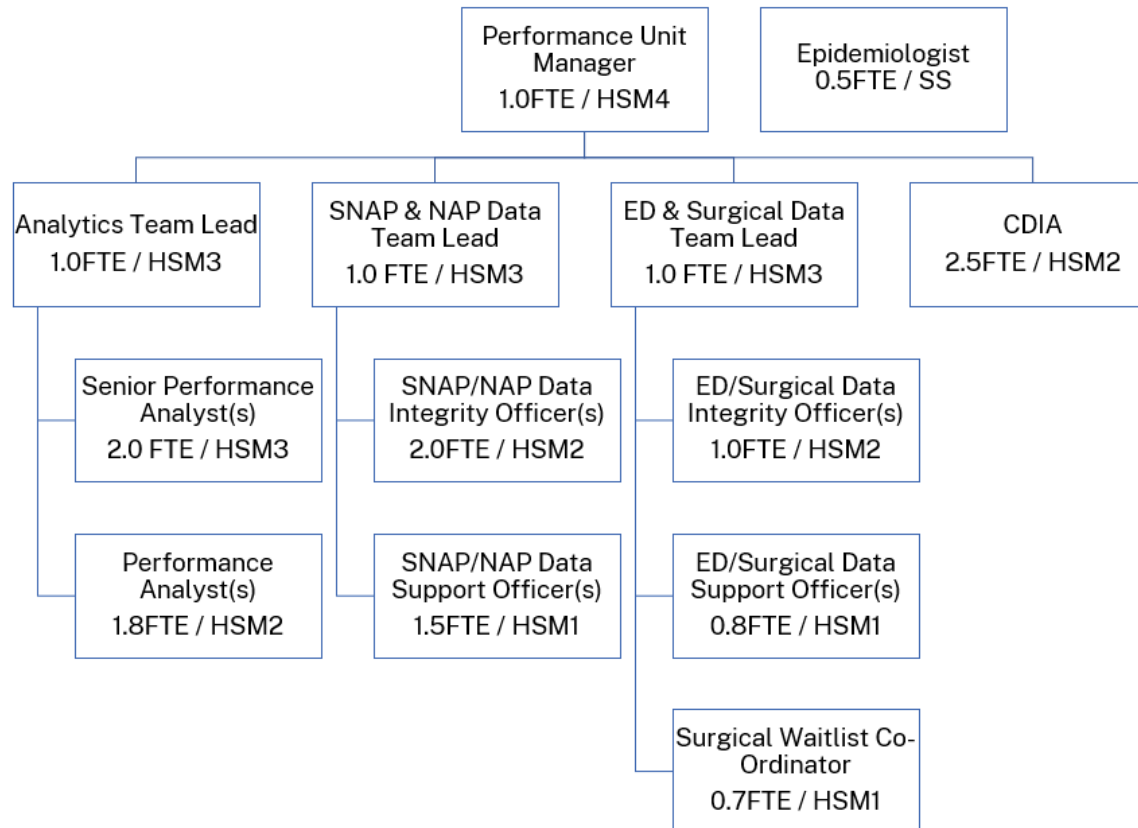 Performance Unit
Manager
1.0FTE / HSM4
Epidemiologist
0.5FTE / SS
Analytics Team Lead
1.0FTE / HSM3
SNAP & NAP Data
Team Lead
1.0 FTE / HSM3
ED & Surgical Data
Team Lead
1.0 FTE / HSM3
CDIA
2.5FTE / HSM2
Senior Performance
Analyst(s)
2.0 FTE / HSM3
SNAP/NAP Data
Integrity Officer(s)
2.0FTE / HSM2
ED/Surgical Data
Integrity Officer(s)
1.0FTE / HSM2
Performance
Analyst(s)
1.8FTE / HSM2
SNAP/NAP Data
Support Officer(s)
1.5FTE / HSM1
ED/Surgical Data
Support Officer(s)
0.8FTE / HSM1
Surgical Waitlist Co-
Ordinator
0.7FTE / HSM1